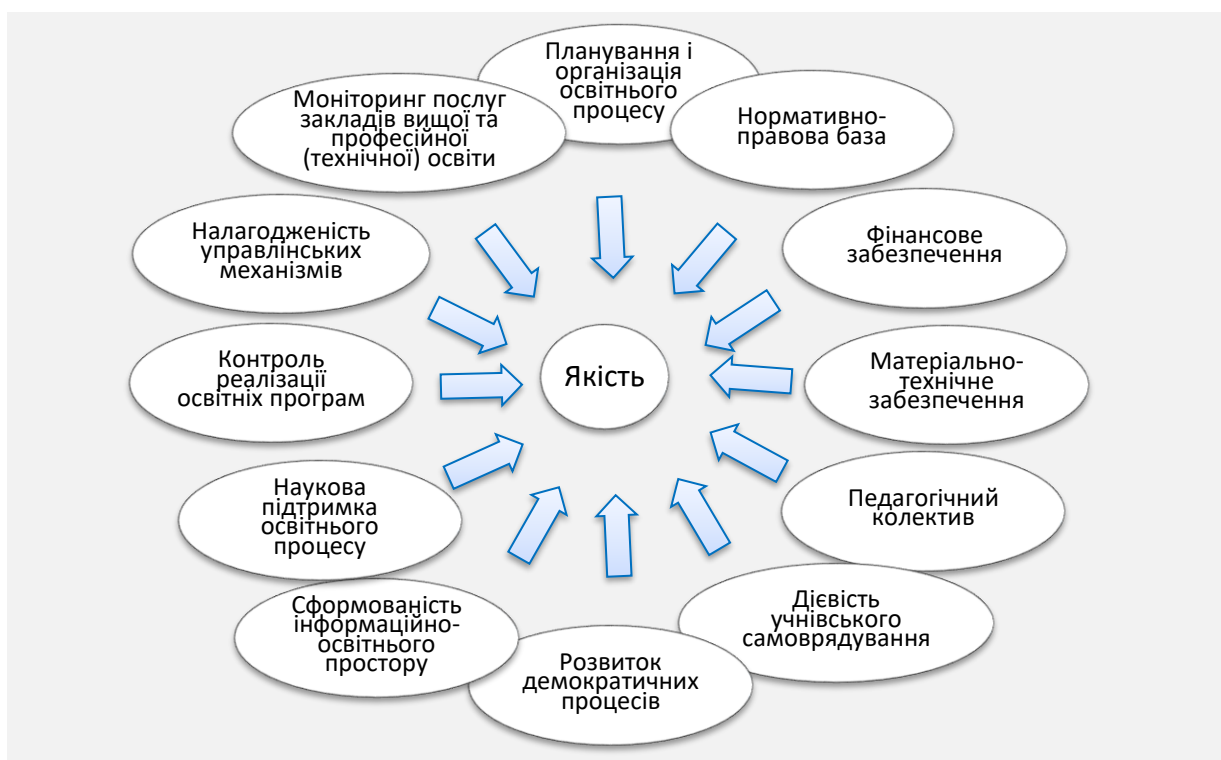 Планування і
організація
освітнього
процесу
Нормативно-
правова база
Фінансове
забезпечення
Матеріально-
технічне
забезпечення
Педагогічний
колектив
Дієвість
учнівського
самоврядування
Розвиток
демократичних
процесів
Сформованість
інформаційно-
освітнього
простору
Наукова
підтримка
освітнього
процесу
Контроль
реалізації
освітніх програм
Налагодженість
управлінських
механізмів
Моніторинг послуг
закладів вищої та
професійної
(технічної) освіти
Якість